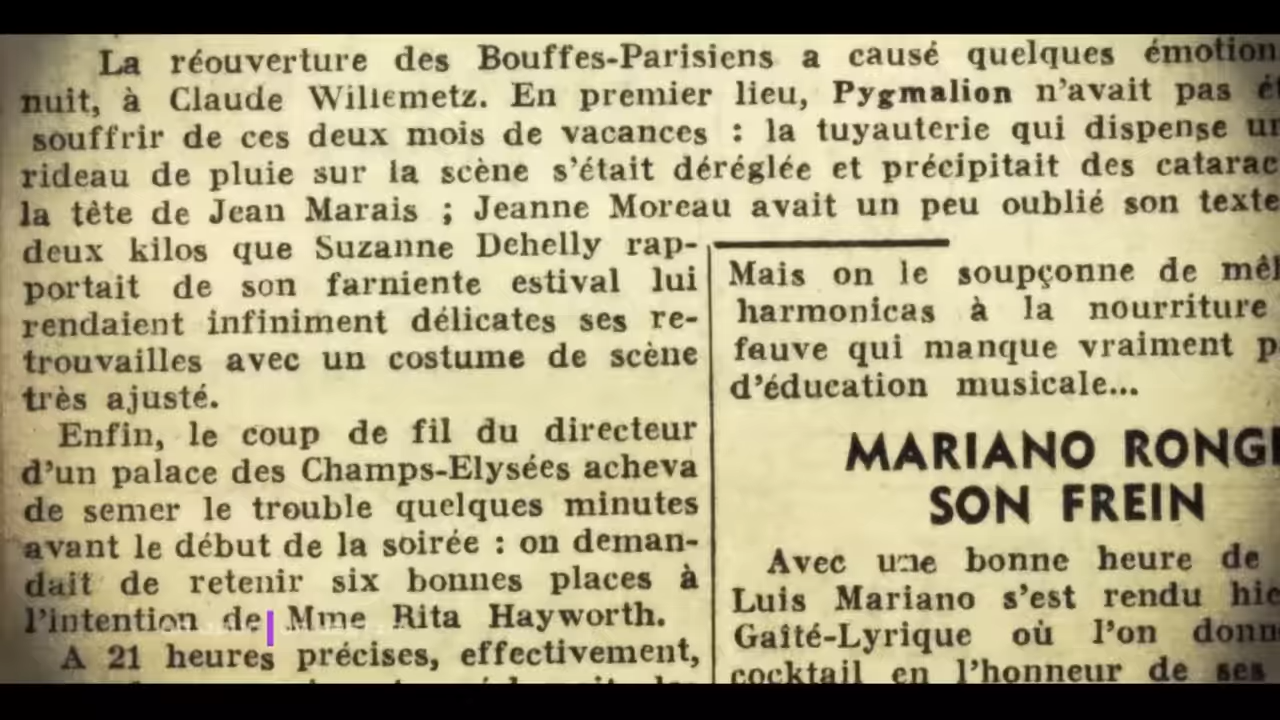 La réouverture des Bouffes-Parisiens a causé quelques émotion
nuit, à Claude Willemetz. En premier lieu, Pygmalion n'avait pas
souffrir de ces deux mois de vacances : la tuyauterie qui dispense
rideau de pluie sur la scène s'était déréglée et précipitait des catarac
la tête de Jean Marais ; Jeanne Moreau avait un peu oublié son texte
deux kilos que Suzanne Dehelly rap-
portait de son farniente estival lui
rendaient infiniment délicates ses re-
trouvailles avec un costume de scène
très ajusté.
Enfin, le coup de fil du directeur
d'un palace des Champs-Elysées acheva
de semer le trouble quelques minutes
avant le début de la soirée : on deman-
dait de retenir six bonnes places à
l'intention de Mme Rita Hayworth.
A 21 heures précises, effectivement,
Mais on le soupçonne de mêl
harmonicas à la nourriture
fauve qui manque vraiment p
d'éducation musicale...
MARIANO RONG
SON FREIN
Avec une bonne heure de
Luis Mariano s'est rendu hie
Gaîté-Lyrique où l'on donn
cocktail en l'honneur de ses